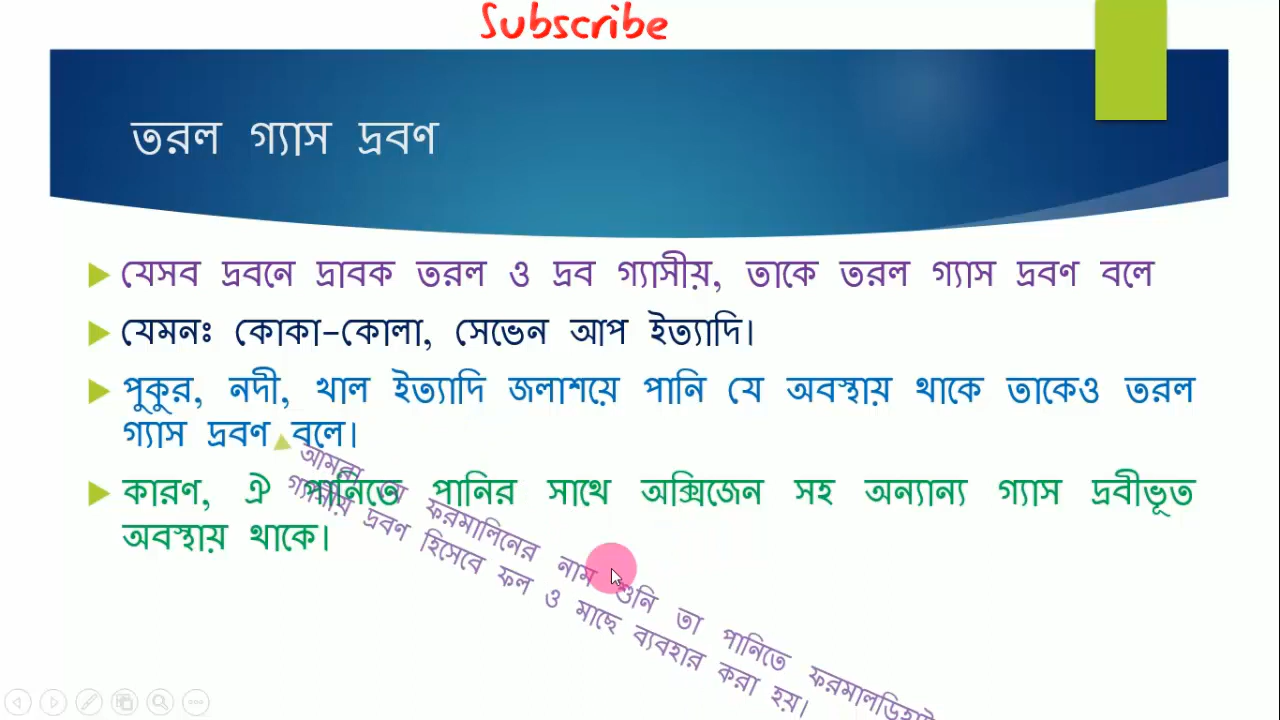 Subscribe
তরল গ্যাস দ্রবণ
যেসব দ্রবনে দ্রাবক তরল ও দ্রব গ্যাসীয়, তাকে তরল গ্যাস দ্রবণ বলে
যেমনঃ কোকা-কোলা, সেভেন আপ ইত্যাদি।
পুকুর, নদী, খাল ইত্যাদি জলাশয়ে পানি যে অবস্থায় থাকে তাকেও তরল
গ্যাস দ্রবণ বলে।
কারণ, ঐ পানিতে পানির সাথে অক্সিজেন সহ অন্যান্য গ্যাস দ্রবীভূত
অবস্থায় থাকে।
আমরা যে ফরমালিনের নাম শুনি তা পানিতে
গ্যাসীয় দ্রবণ হিসেবে ফল ও মাছে ব্যবহার করা হয়।